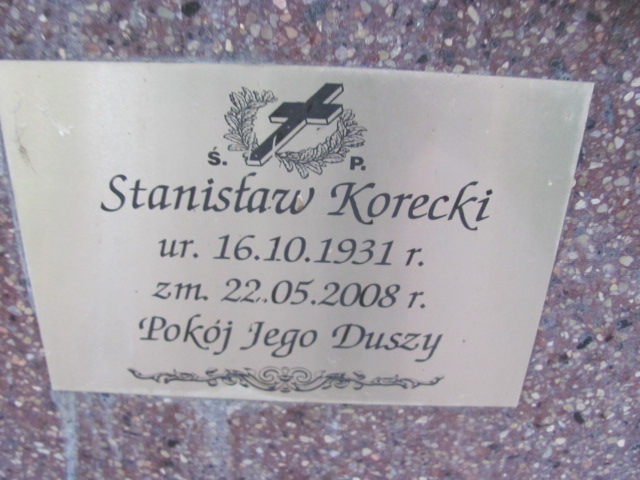 Ś. P.
Stanisław Korecki
ur. 16.10.1931 r.
zm. 22.05.2008 r.
Pokój Jego Duszy